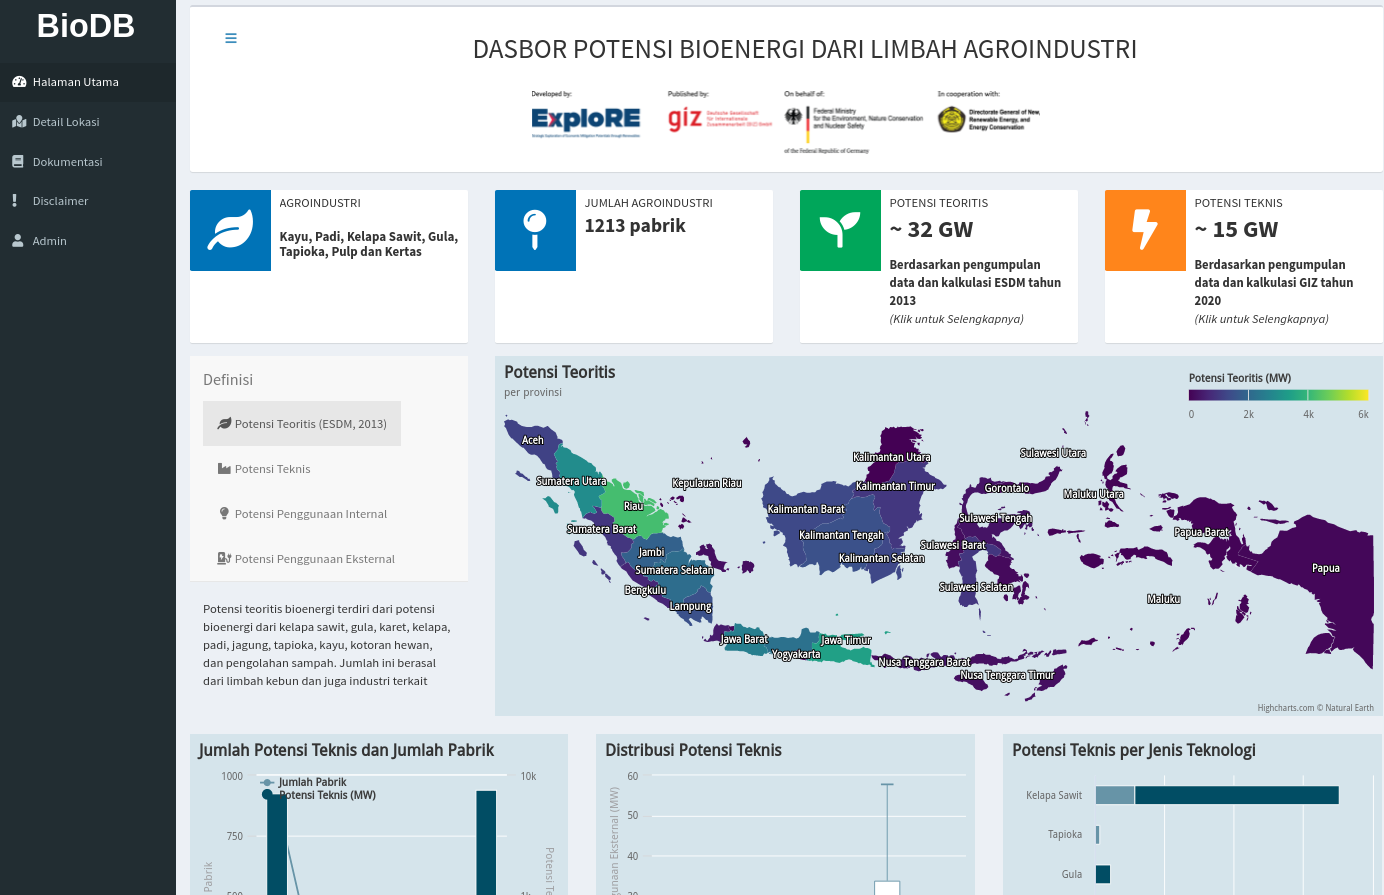 BioDB
Halaman Utama
Detail Lokasi
Dokumentasi
Disclaimer
Admin
DASBOR POTENSI BIOENERGI DARI LIMBAH AGROINDUSTRI
Developed by:
ExploRE
Published by:
giz Deutsche Gesellschaft
für Internationale
Zusammenarbeit (GIZ) GmbH
On behalf of:
Federal Ministry
for the Environment, Nature Conservation
and Nuclear Safety
of the Federal Republic of Germany
In cooperation with:
Directorate General of New,
Renewable Energy, and
Energy Conservation
AGROINDUSTRI
Kayu, Padi, Kelapa Sawit, Gula,
Tapioka, Pulp dan Kertas
JUMLAH AGROINDUSTRI
1213 pabrik
POTENSI TEORITIS
~ 32 GW
Berdasarkan pengumpulan
data dan kalkulasi ESDM tahun
2013
(Klik untuk Selengkapnya)
POTENSI TEKNIS
~ 15 GW
Berdasarkan pengumpulan
data dan kalkulasi GIZ tahun
2020
(Klik untuk Selengkapnya)
Definisi
Potensi Teoritis (ESDM, 2013)
Potensi Teknis
Potensi Penggunaan Internal
Potensi Penggunaan Eksternal
Potensi teoritis bioenergi terdiri dari potensi
bioenergi dari kelapa sawit, gula, karet, kelapa,
padi, jagung, tapioka, kayu, kotoran hewan,
dan pengolahan sampah. Jumlah ini berasal
dari limbah kebun dan juga industri terkait
Potensi Teoritis
per provinsi
Potensi Teoritis (MW)
0 2k 4k 6k
Aceh
Sumatera Utara
Riau
Kepulauan Riau
Sumatera Barat
Jambi
Sumatera Selatan
Bengkulu
Lampung
Kalimantan Utara
Kalimantan Timur
Kalimantan Barat
Kalimantan Tengah
Kalimantan Selatan
Sulawesi Utara
Gorontalo
Maluku Utara
Sulawesi Tengah
Sulawesi Barat
Sulawesi Selatan
Papua Barat
Papua
Maluku
Jawa Barat
Yogyakarta
Jawa Timur
Nusa Tenggara Barat
Nusa Tenggara Timur
Highcharts.com © Natural Earth
Jumlah Potensi Teknis dan Jumlah Pabrik
Jumlah Pabrik
Potensi Teknis (MW)
1000
750
10k
Pabrik
Distribusi Potensi Teknis
60
50
40
Eksternal (MW)
Potensi Teknis per Jenis Teknologi
Kelapa Sawit
Tapioka
Gula